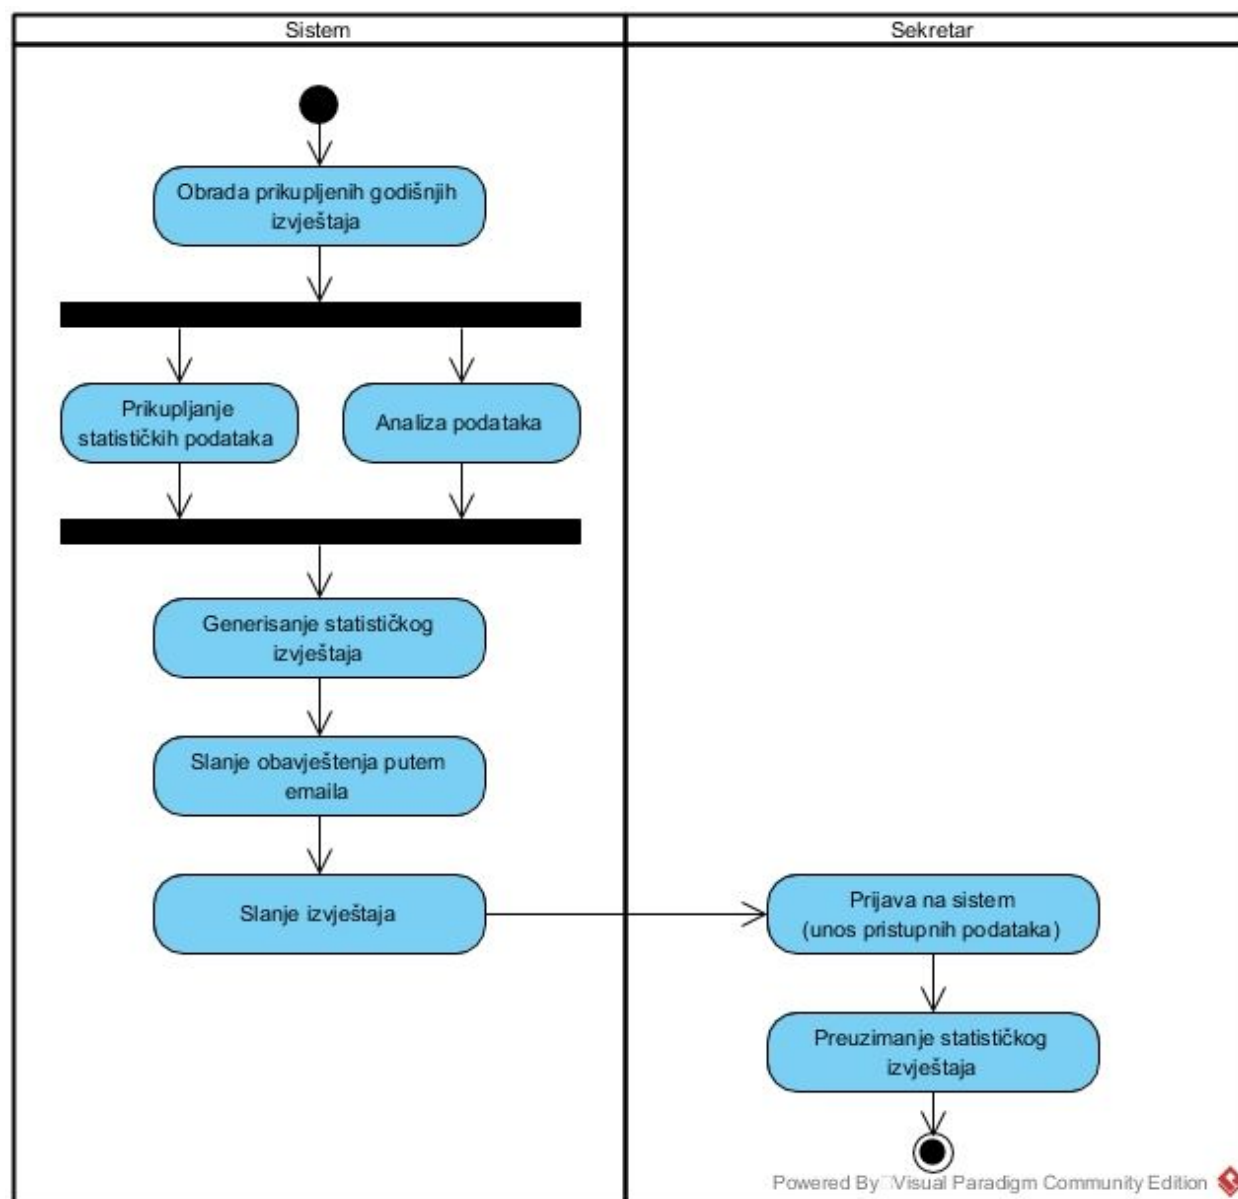 Sistem
Sekretar
Obrada prikupljenih godišnjih
izvještaja
Prikupljanje
statističkih podataka
Analiza podataka
Generisanje statističkog
izvještaja
Slanje obavještenja putem
emaila
Slanje izvještaja
Prijava na sistem
(unos pristupnih podataka)
Preuzimanje statističkog
izvještaja
Powered By Visual Paradigm Community Edition